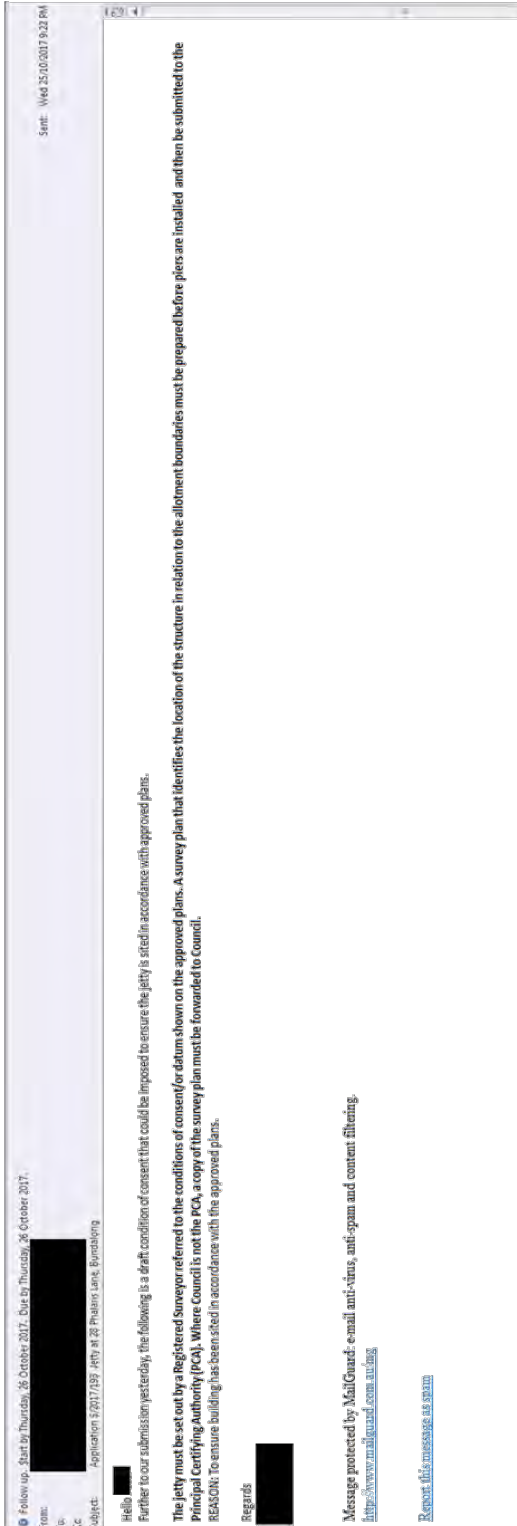 Follow up. Start by Thursday, 26 October 2017. Due by Thursday, 26 October 2017.
From:
Sent: Wed 25/10/2017 9:22 PM
Subject: Application 5/2017/193 Jetty at 28 Phalaris Lane, Bundalong
Hello
Further to our submission yesterday, the following is a draft condition of consent that could be imposed to ensure the jetty is sited in accordance with approved plans.
The jetty must be set out by a Registered Surveyor referred to the conditions of consent/or datum shown on the approved plans. A survey plan that identifies the location of the structure in relation to the allotment boundaries must be prepared before piers are installed and then be submitted to the
Principal Certifying Authority (PCA). Where Council is not the PCA, a copy of the survey plan must be forwarded to Council.
REASON: To ensure building has been sited in accordance with the approved plans.
Regards
Message protected by MailGuard: e-mail anti-virus, anti-spam and content filtering.
http://www.mailguard.com.au/mg
Report this message as spam